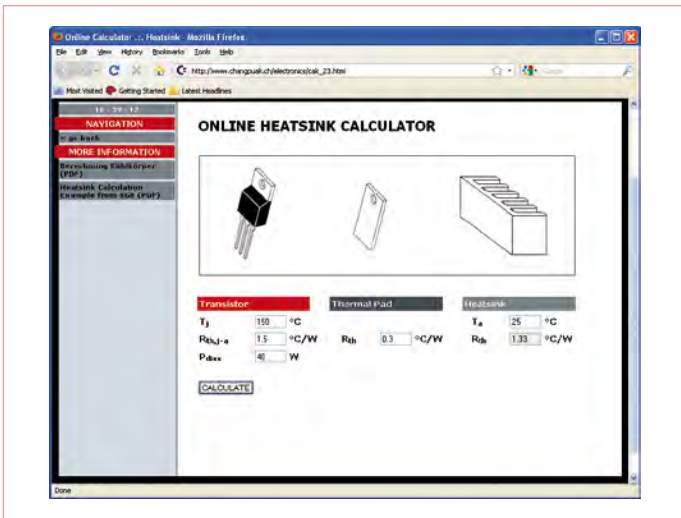 Online Calculator .:. Heatsink - Mozilla Firefox
File Edit View History Bookmarks Tools Help
http://www.changpuak.ch/electronics/calc_23.html
Most Visited Getting Started Latest Headlines
NAVIGATION
go back
MORE INFORMATION
Berechnung Kühlkörper
(PDF)
Heatsink Calculation
Example from (PDF)
ONLINE HEATSINK CALCULATOR
Transistor Thermal Pad Heatsink
Tj 150 °C Ta 25 °C
Rth,j-a 1.5 °C/W Rth 0.3 °C/W Rth 1.33 °C/W
Pdiss 40 W
CALCULATE
Done